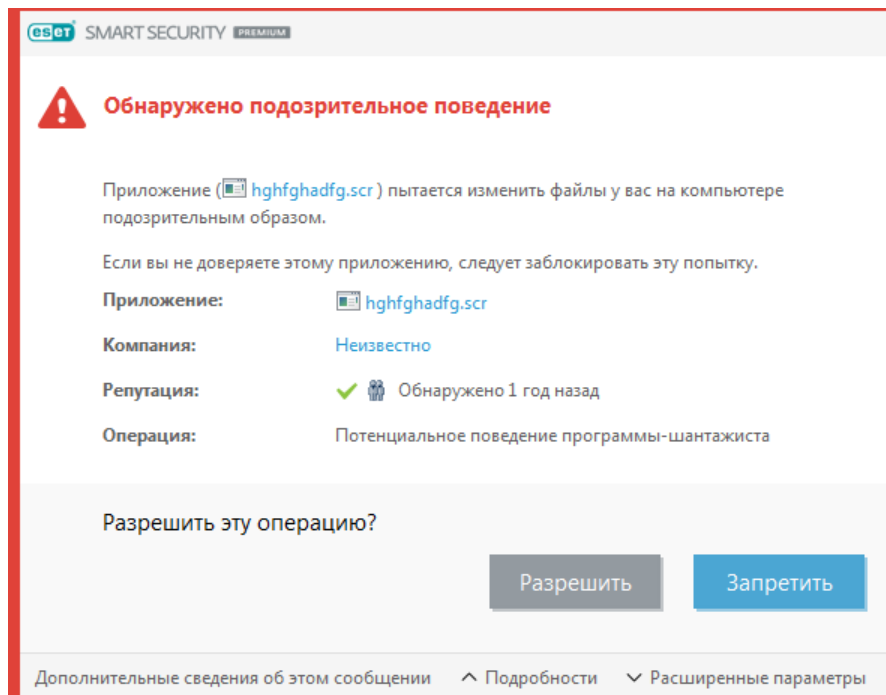 eset SMART SECURITY PREMIUM
Обнаружено подозрительное поведение
Приложение ( hghfghadfg.scr ) пытается изменить файлы у вас на компьютере
подозрительным образом.
Если вы не доверяете этому приложению, следует заблокировать эту попытку.
Приложение: hghfghadfg.scr
Компания: Неизвестно
Репутация: Обнаружено 1 год назад
Операция: Потенциальное поведение программы-шантажиста
Разрешить эту операцию?
Разрешить Запретить
Дополнительные сведения об этом сообщении Подробности Расширенные параметры